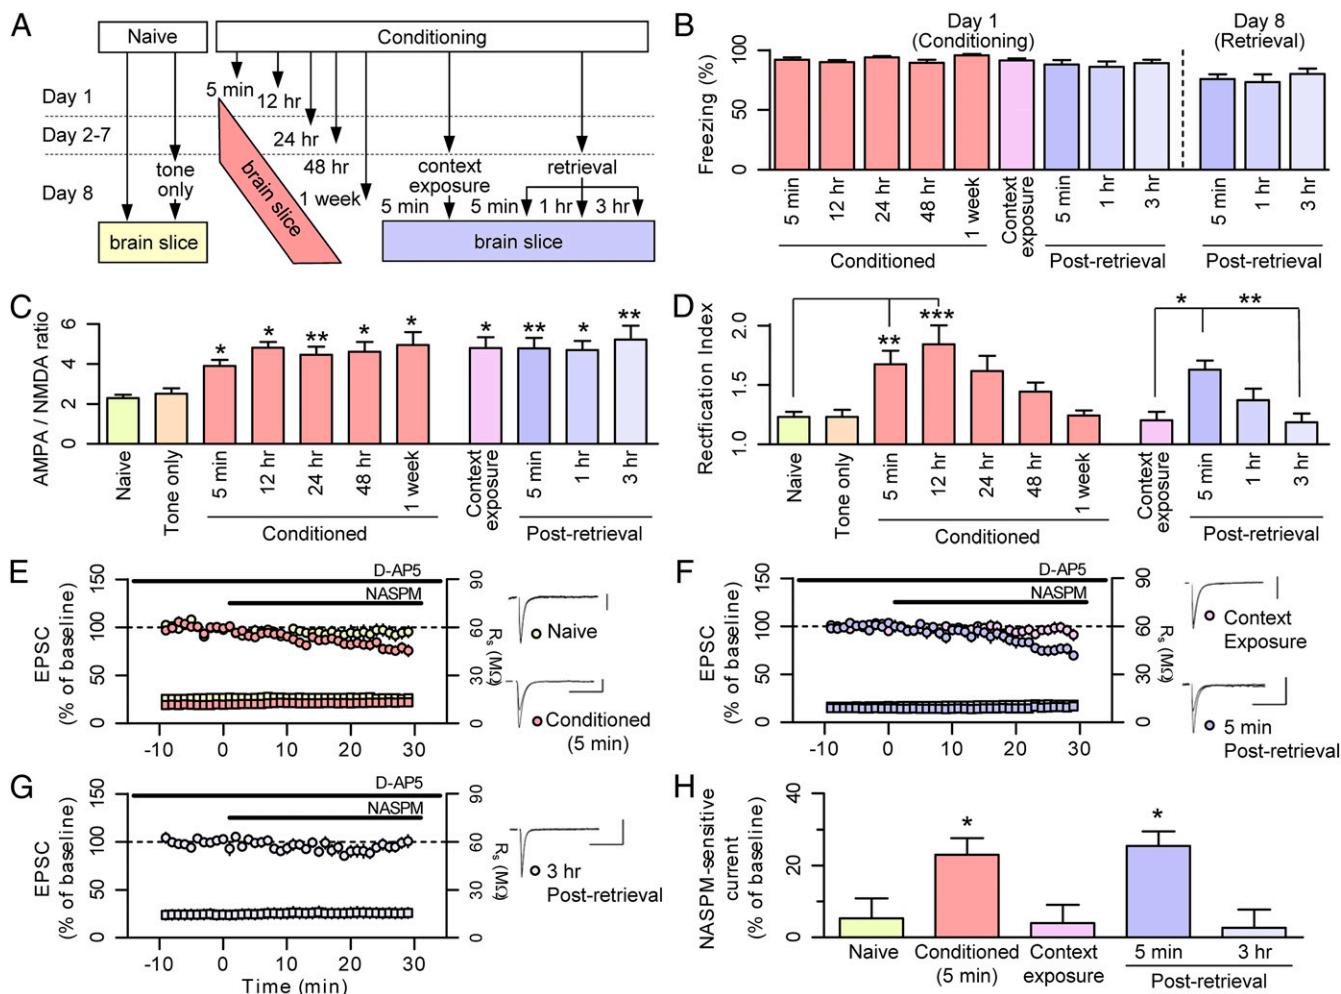 A
Naive
Conditioning
Day 1
5 min
12 hr
Day 2-7
24 hr
48 hr
tone
only
context
exposure
retrieval
Day 8
1 week
5 min
5 min
1 hr
3 hr
brain slice
brain slice
brain slice
B
Day 1
(Conditioning)
Day 8
(Retrieval)
Freezing (%)
100
50
0
5 min
12 hr
24 hr
48 hr
1 week
Context
exposure
5 min
1 hr
3 hr
5 min
1 hr
3 hr
Conditioned
Post-retrieval
Post-retrieval
C
AMPA / NMDA ratio
6
4
2
0
* * ** * * * ** * **
Naive
Tone only
5 min
12 hr
24 hr
48 hr
1 week
Context
exposure
5 min
1 hr
3 hr
Conditioned
Post-retrieval
D
Rectfication Index
2.0
1.5
1.0
** *** * **
Naive
Tone only
5 min
12 hr
24 hr
48 hr
1 week
Context
exposure
5 min
1 hr
3 hr
Conditioned
Post-retrieval
E
EPSC
(% of baseline)
150
100
50
0
D-AP5
NASPM
90
60
30
0
Rs (MΩ)
-10 0 10 20 30
Naive
Conditioned
(5 min)
F
EPSC
(% of baseline)
150
100
50
0
D-AP5
NASPM
90
60
30
0
Rs (MΩ)
-10 0 10 20 30
Context
Exposure
5 min
Post-retrieval
G
EPSC
(% of baseline)
150
100
50
0
D-AP5
NASPM
90
60
30
0
Rs (MΩ)
-10 0 10 20 30
Time (min)
3 hr
Post-retrieval
H
NASPM-sensitive
current
(% of baseline)
40
20
0
* *
Naive
Conditioned
(5 min)
Context
exposure
5 min
3 hr
Post-retrieval